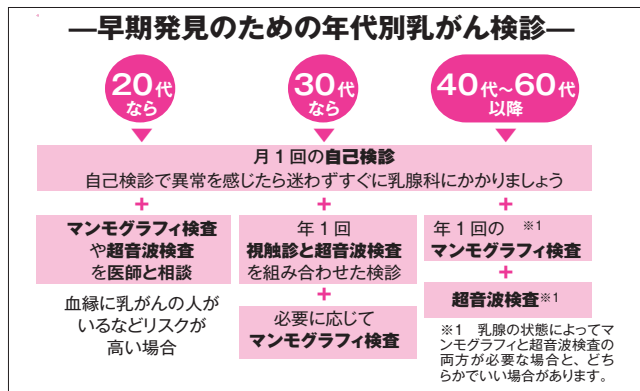 ―早期発見のための年代別乳がん検診―
20代
なら
30代
なら
40代～60代
以降
月1回の自己検診
自己検診で異常を感じたら迷わずすぐに乳腺科にかかりましょう
+
+
+
マンモグラフィ検査
や超音波検査
を医師と相談
血縁に乳がんの人が
いるなどリスクが
高い場合
年1回
視触診と超音波検査
を組み合わせた検診
+
必要に応じて
マンモグラフィ検査
年1回の ※1
マンモグラフィ検査
+
超音波検査※1
※1 乳腺の状態によってマ
ンモグラフィと超音波検査の
両方が必要な場合と、どち
らかでいい場合があります。